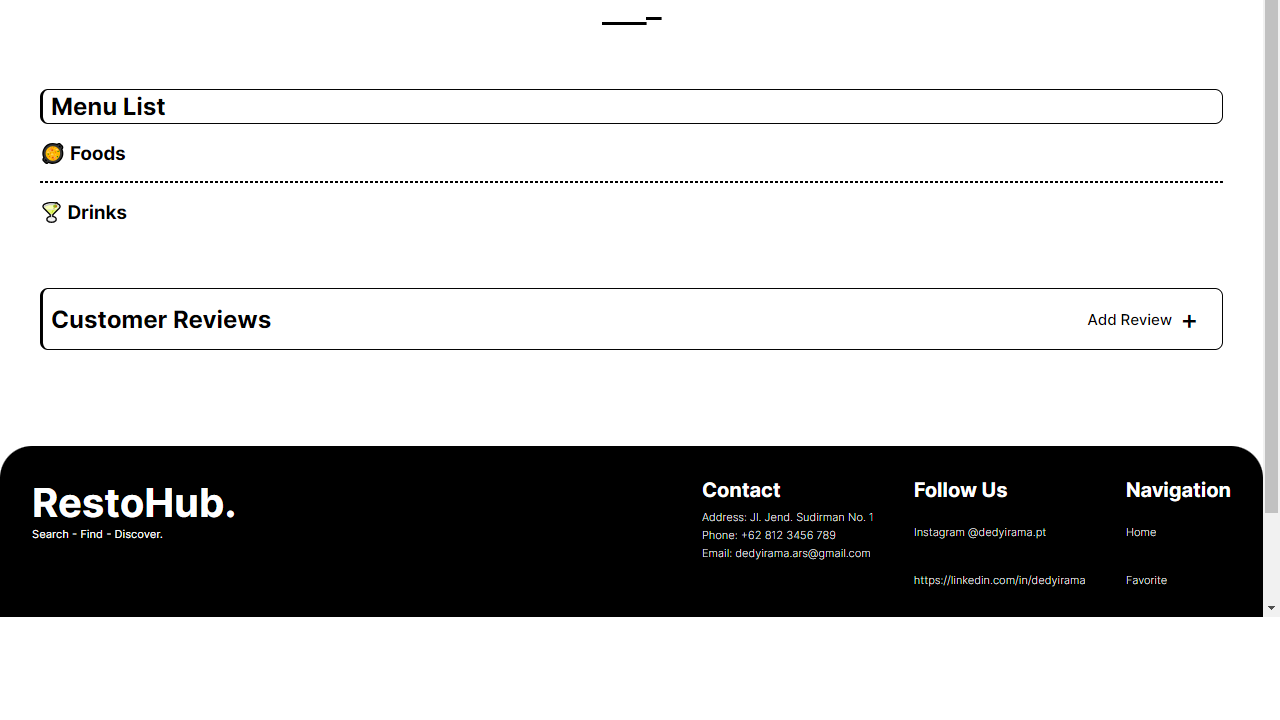 Menu List
🥘 Foods
🍸 Drinks
Customer Reviews
Add Review +
RestoHub.
Search - Find - Discover.
Contact
Address: Jl. Jend. Sudirman No. 1
Phone: +62 812 3456 789
Email: dedyirama.ars@gmail.com
Follow Us
Instagram @dedyirama.pt
https://linkedin.com/in/dedyirama
Navigation
Home
Favorite